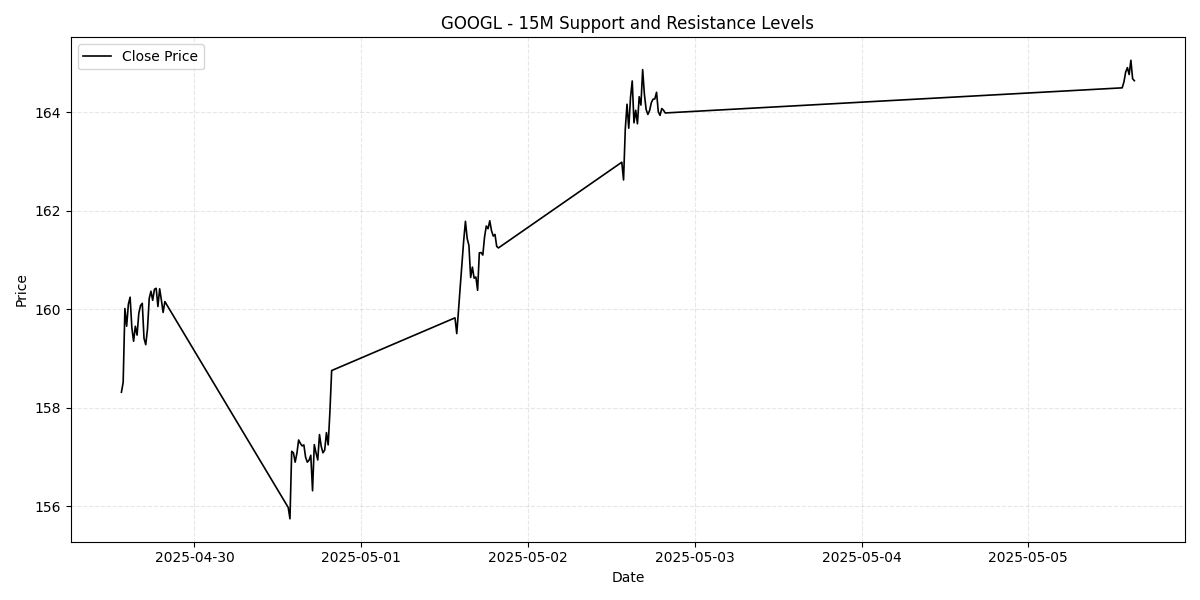 GOOGL - 15M Support and Resistance Levels
Close Price
Price
164
162
160
158
156
2025-04-30
2025-05-01
2025-05-02
2025-05-03
2025-05-04
2025-05-05
Date